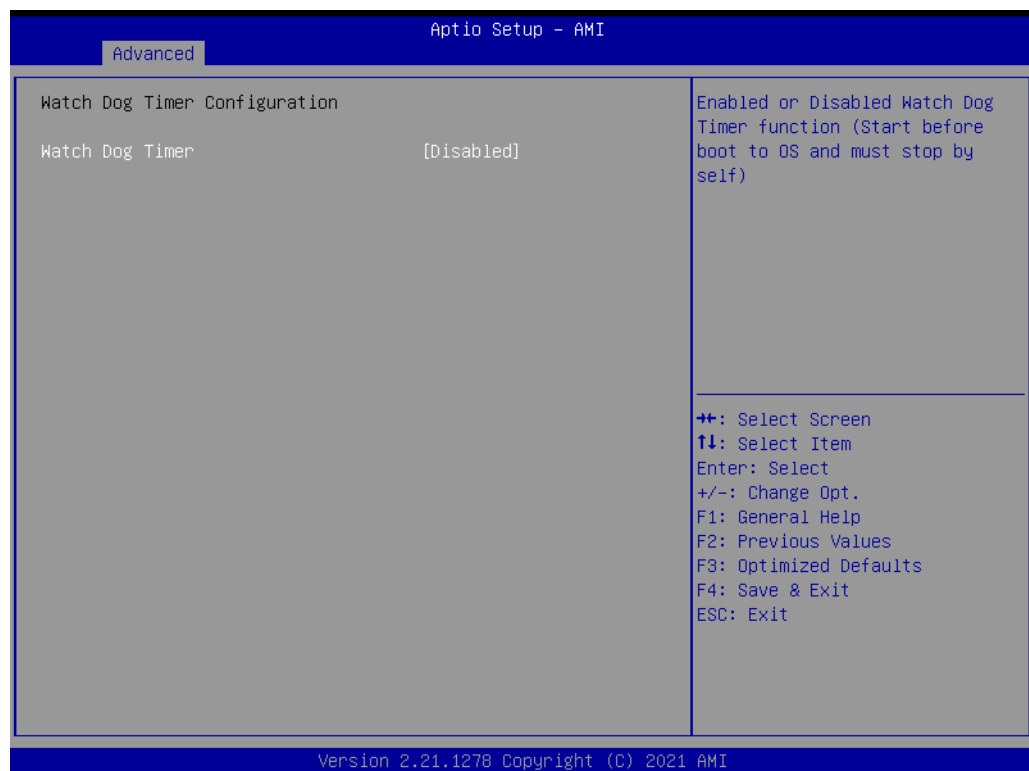 Aptio Setup – AMI
Advanced
Watch Dog Timer Configuration
Watch Dog Timer [Disabled]
Enabled or Disabled Watch Dog
Timer function (Start before
boot to OS and must stop by
self)
→←: Select Screen
↑↓: Select Item
Enter: Select
+/-: Change Opt.
F1: General Help
F2: Previous Values
F3: Optimized Defaults
F4: Save & Exit
ESC: Exit
Version 2.21.1278 Copyright (C) 2021 AMI